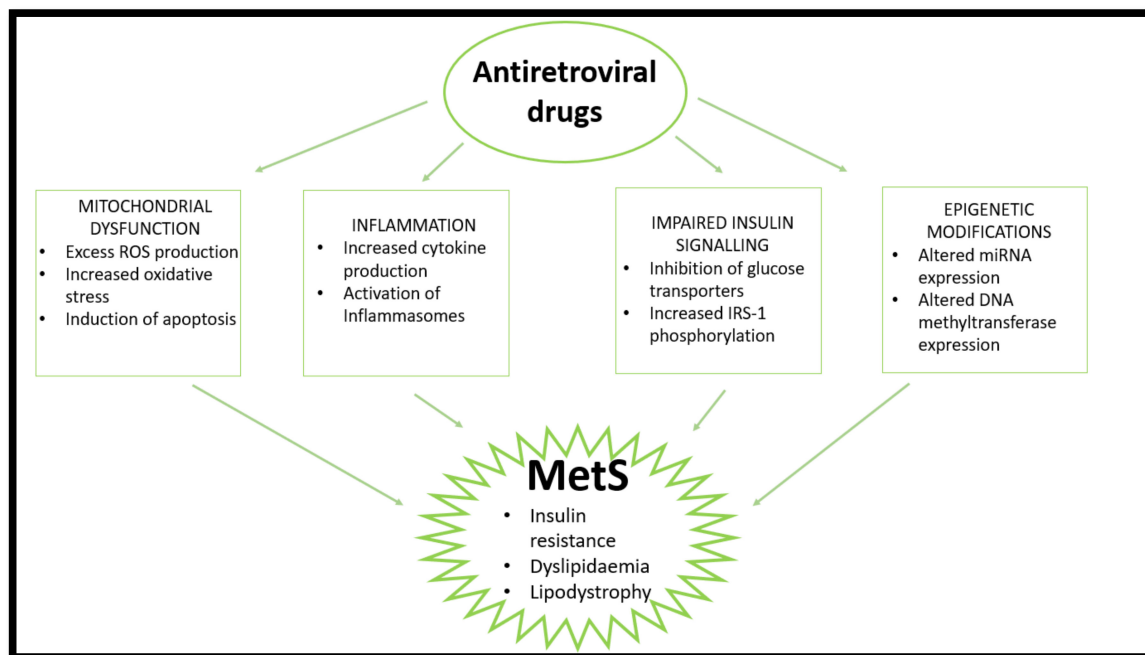 Antiretroviral
drugs
MITOCHONDRIAL
DYSFUNCTION
• Excess ROS production
• Increased oxidative
stress
• Induction of apoptosis
INFLAMMATION
• Increased cytokine
production
• Activation of
Inflammasomes
IMPAIRED INSULIN
SIGNALLING
• Inhibition of glucose
transporters
• Increased IRS-1
phosphorylation
EPIGENETIC
MODIFICATIONS
• Altered miRNA
expression
• Altered DNA
methyltransferase
expression
MetS
• Insulin
resistance
• Dyslipidaemia
• Lipodystrophy